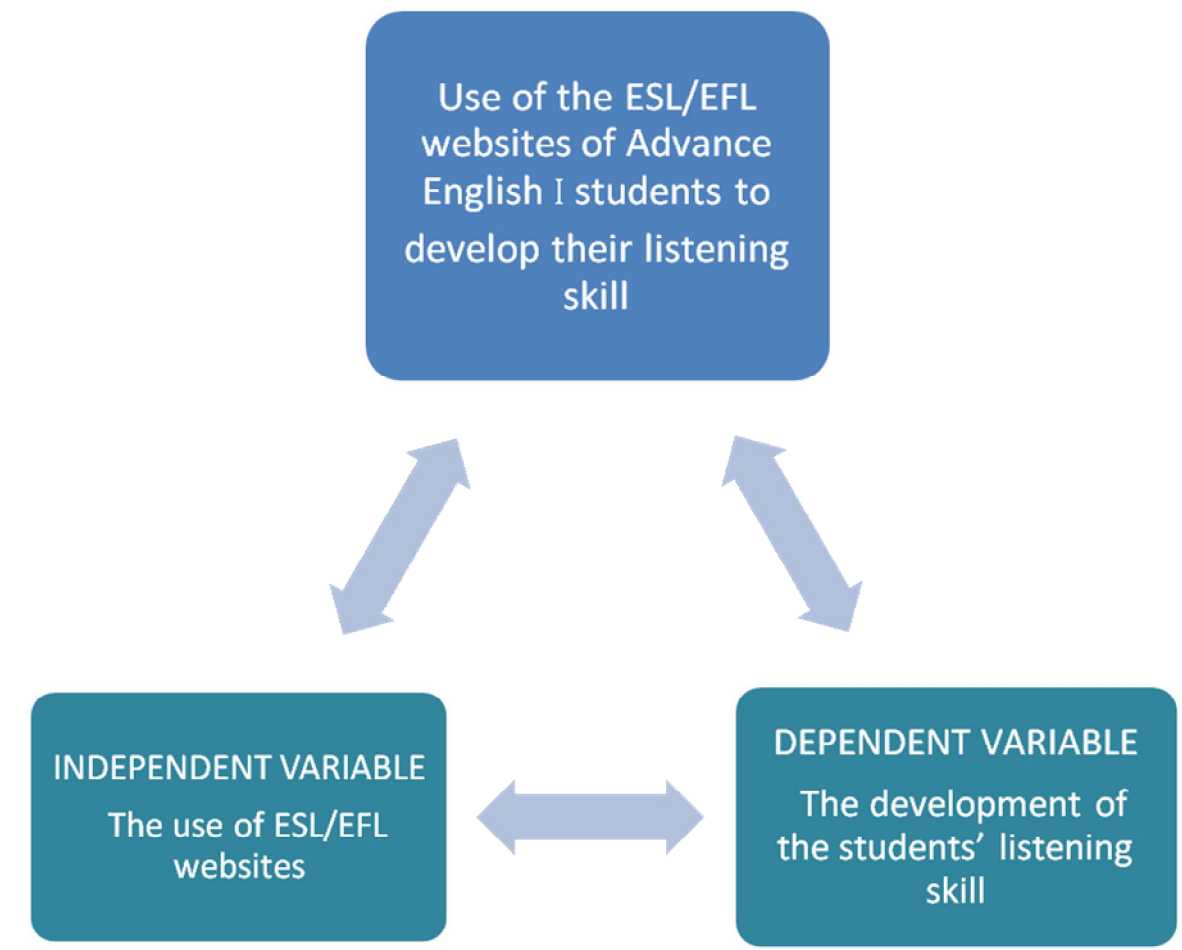 Use of the ESL/EFL
websites of Advance
English I students to
develop their listening
skill
INDEPENDENT VARIABLE
The use of ESL/EFL
websites
DEPENDENT VARIABLE
The development of
the students’ listening
skill